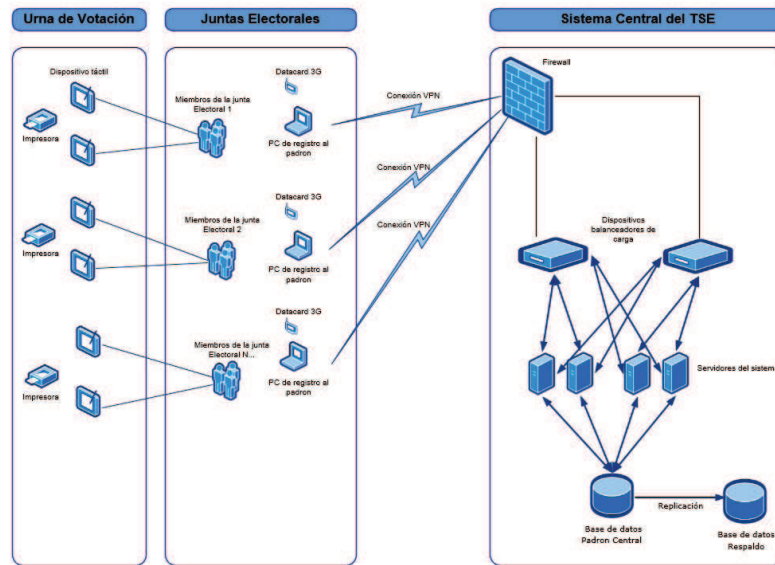 Urna de Votación
Juntas Electorales
Sistema Central del TSE
Dispositivo táctil
Impresora
Miembros de la junta
Electoral 1
Datacard 3G
PC de registro al
padron
Conexión VPN
Firewall
Impresora
Miembros de la junta
Electoral 2
Datacard 3G
PC de registro al
padron
Conexión VPN
Impresora
Miembros de la junta
Electoral N...
Datacard 3G
PC de registro al
padron
Conexión VPN
Dispositivos
balanceadores de
carga
Servidores del sistema
Replicación
Base de datos
Padron Central
Base de datos
Respaldo